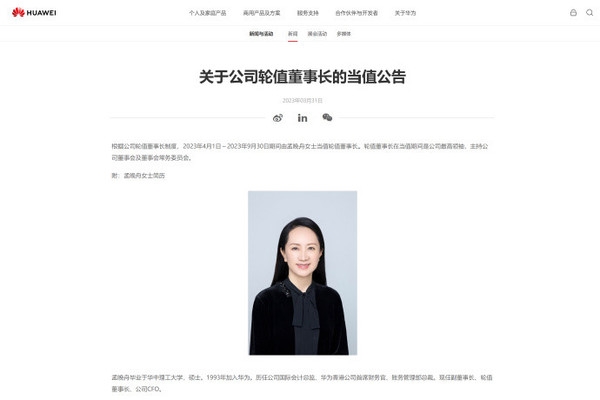 HUAWEI
个人及家庭产品 商用产品及方案 服务支持 合作伙伴与开发者 关于华为
新闻与活动 新闻 展会活动 多媒体
关于公司轮值董事长的当值公告
2023年03月31日
根据公司轮值董事长制度，2023年4月1日～2023年9月30日期间由孟晚舟女士当值轮值董事长。轮值董事长在当值期间是公司最高领袖，主持公
司董事会及董事会常务委员会。
附：孟晚舟女士简历
孟晚舟毕业于华中理工大学，硕士。1993年加入华为，历任公司国际会计总监、华为香港公司首席财务官、账务管理部总裁。现任副董事长、轮值
董事长、公司CFO。